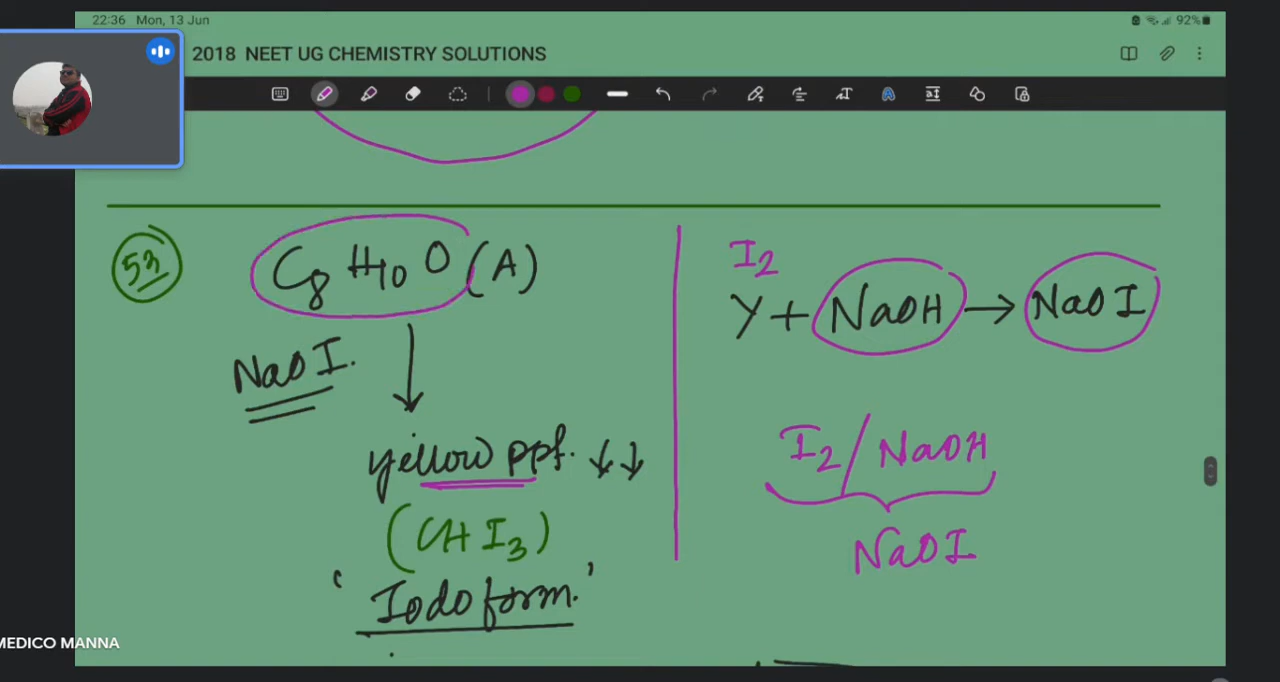 22:36 Mon, 13 Jun
92%
2018 NEET UG CHEMISTRY SOLUTIONS
53
C8H10O (A)
NaOI.
yellow ppt. ↓↓
(CHI3)
'Iodoform.'
I2
Y + NaOH → NaOI
I2/NaOH
NaOI
MEDICO MANNA